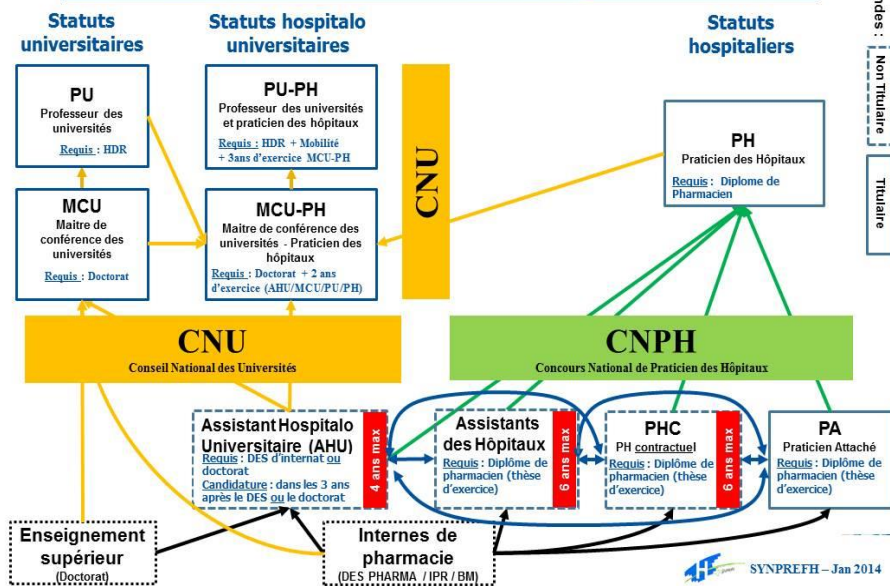 Statuts
universitaires
Statuts hospitalo
universitaires
Statuts
hospitaliers
Non Titulaire
Titulaire
PU
Professeur des
universités
Requis : HDR
PU-PH
Professeur des universités
et praticien des hôpitaux
Requis : HDR + Mobilité
+ 3ans d'exercice MCU-PH
CNU
PH
Praticien des Hôpitaux
Requis : Diplome de
Pharmacien
MCU
Maitre de
conférence des
universités
Requis : Doctorat
MCU-PH
Maitre de conférence des
universités - Praticien des
hôpitaux
Requis : Doctorat + 2 ans
d'exercice (AHU/MCU/PU/PH)
CNU
Conseil National des Universités
CNPH
Concours National de Praticien des Hôpitaux
Assistant Hospitalo
Universitaire (AHU)
Requis : DES d'internat ou
doctorat
Candidature : dans les 3 ans
après le DES ou le doctorat
4 ans max
Assistants
des Hôpitaux
Requis : Diplôme de
pharmacien (thèse
d'exercice)
6 ans max
PHC
PH contractuel
Requis : Diplôme de
pharmacien (thèse
d'exercice)
6 ans max
PA
Praticien Attaché
Requis : Diplôme de
pharmacien (thèse
d'exercice)
Enseignement
supérieur
(Doctorat)
Internes de
pharmacie
(DES PHARMA / IPR / BM)
SYNPREFH – Jan 2014